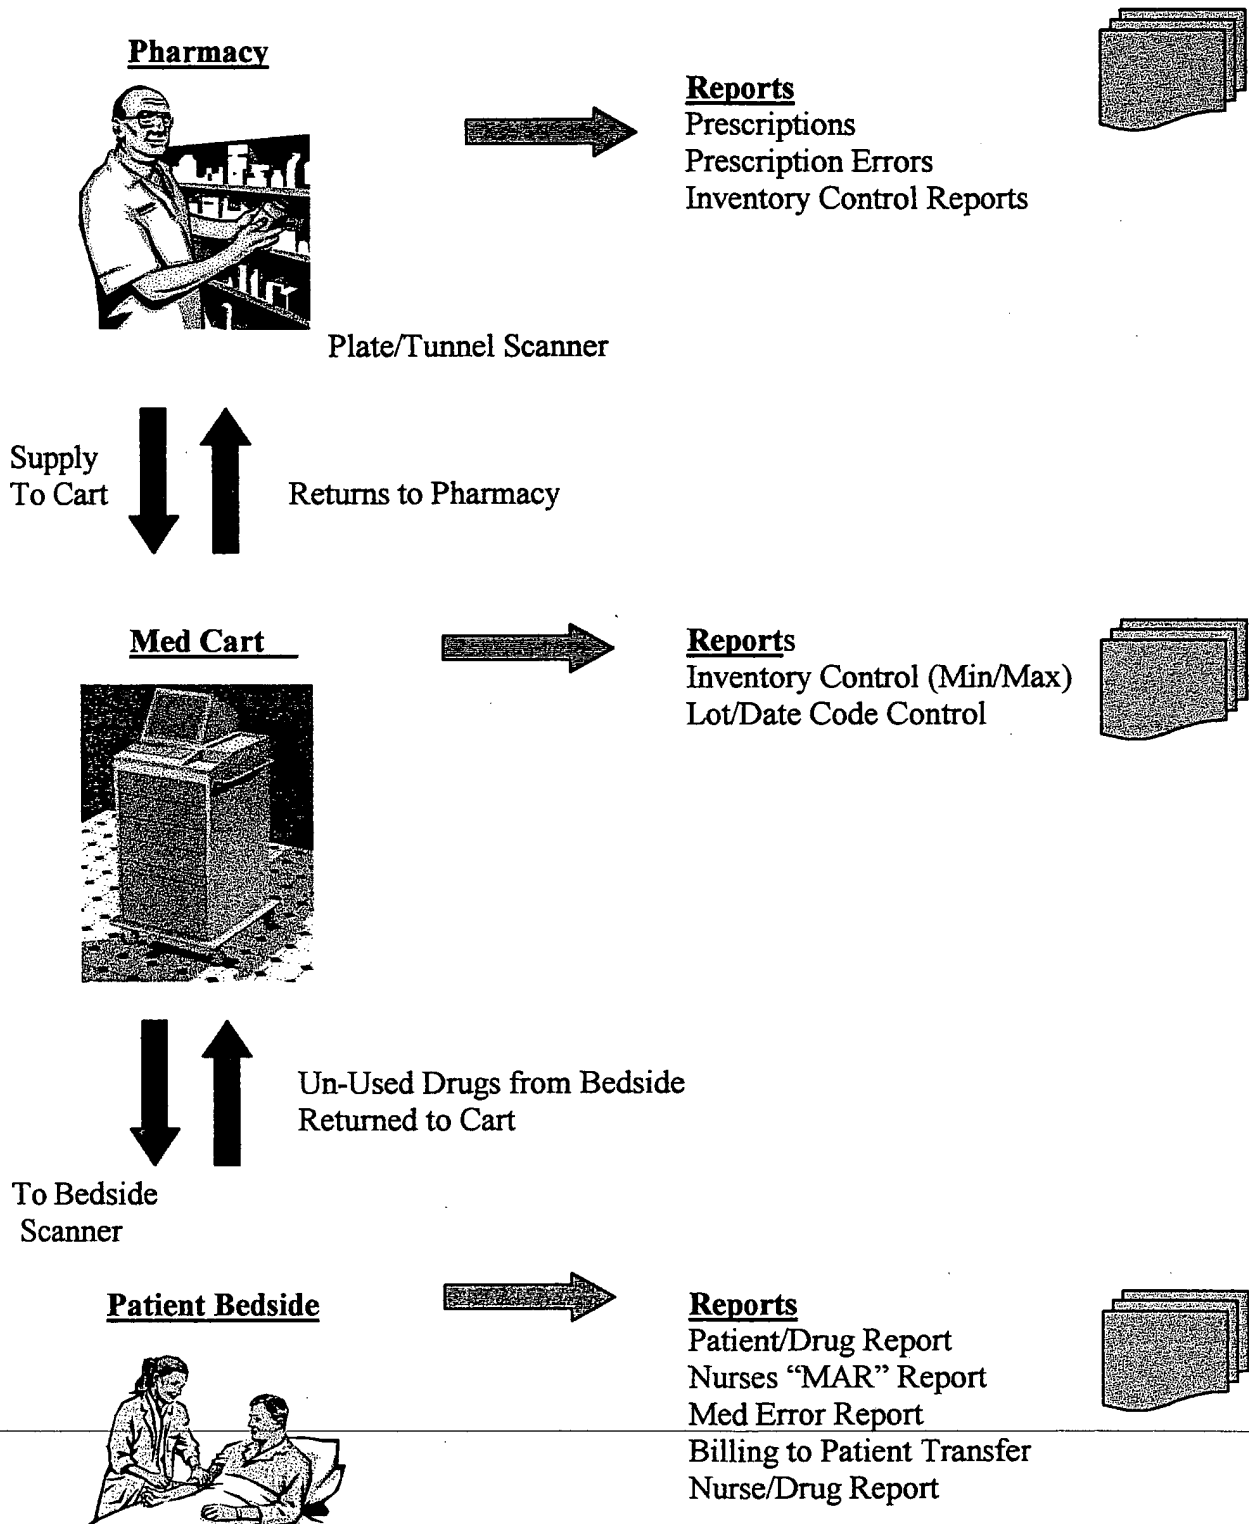 Pharmacy
Reports
Prescriptions
Prescription Errors
Inventory Control Reports
Plate/Tunnel Scanner
Supply
To Cart
Returns to Pharmacy
Med Cart
Reports
Inventory Control (Min/Max)
Lot/Date Code Control
Un-Used Drugs from Bedside
Returned to Cart
To Bedside
Scanner
Patient Bedside
Reports
Patient/Drug Report
Nurses “MAR” Report
Med Error Report
Billing to Patient Transfer
Nurse/Drug Report